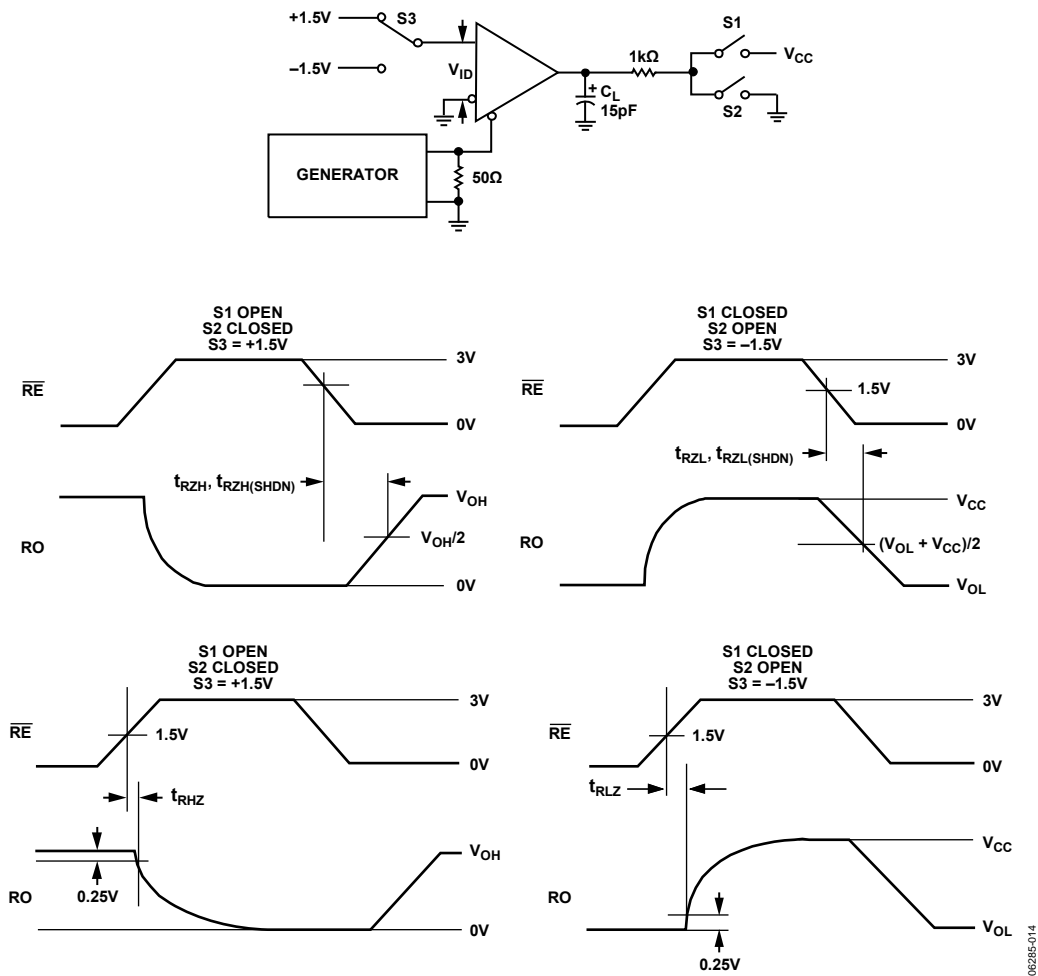 +1.5V
S3
–1.5V
V_ID
1kΩ
S1
V_CC
+ C_L
15pF
S2
GENERATOR
50Ω
S1 OPEN
S2 CLOSED
S3 = +1.5V
3V
RE
0V
t_RZH, t_RZH(SHDN)
V_OH
RO
V_OH/2
0V
S1 CLOSED
S2 OPEN
S3 = –1.5V
3V
RE
1.5V
0V
t_RZL, t_RZL(SHDN)
V_CC
RO
(V_OL + V_CC)/2
V_OL
S1 OPEN
S2 CLOSED
S3 = +1.5V
3V
RE
1.5V
0V
t_RHZ
V_OH
RO
0.25V
0V
S1 CLOSED
S2 OPEN
S3 = –1.5V
3V
RE
1.5V
0V
t_RLZ
V_CC
RO
V_OL
0.25V
06285-014